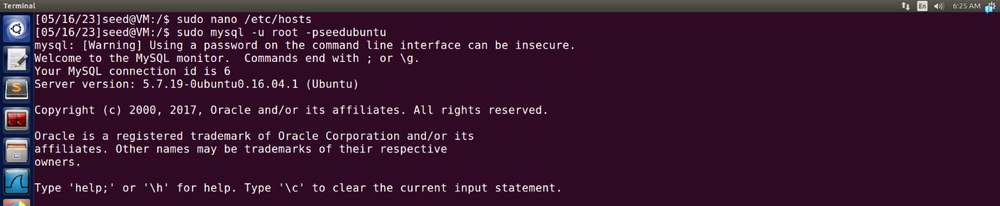 Terminal
En
6:25 AM
[05/16/23]seed@VM:/$ sudo nano /etc/hosts
[05/16/23]seed@VM:/$ sudo mysql -u root -pseedubuntu
mysql: [Warning] Using a password on the command line interface can be insecure.
Welcome to the MySQL monitor.  Commands end with ; or \g.
Your MySQL connection id is 6
Server version: 5.7.19-0ubuntu0.16.04.1 (Ubuntu)
Copyright (c) 2000, 2017, Oracle and/or its affiliates. All rights reserved.
Oracle is a registered trademark of Oracle Corporation and/or its
affiliates. Other names may be trademarks of their respective
owners.
Type 'help;' or '\h' for help. Type '\c' to clear the current input statement.